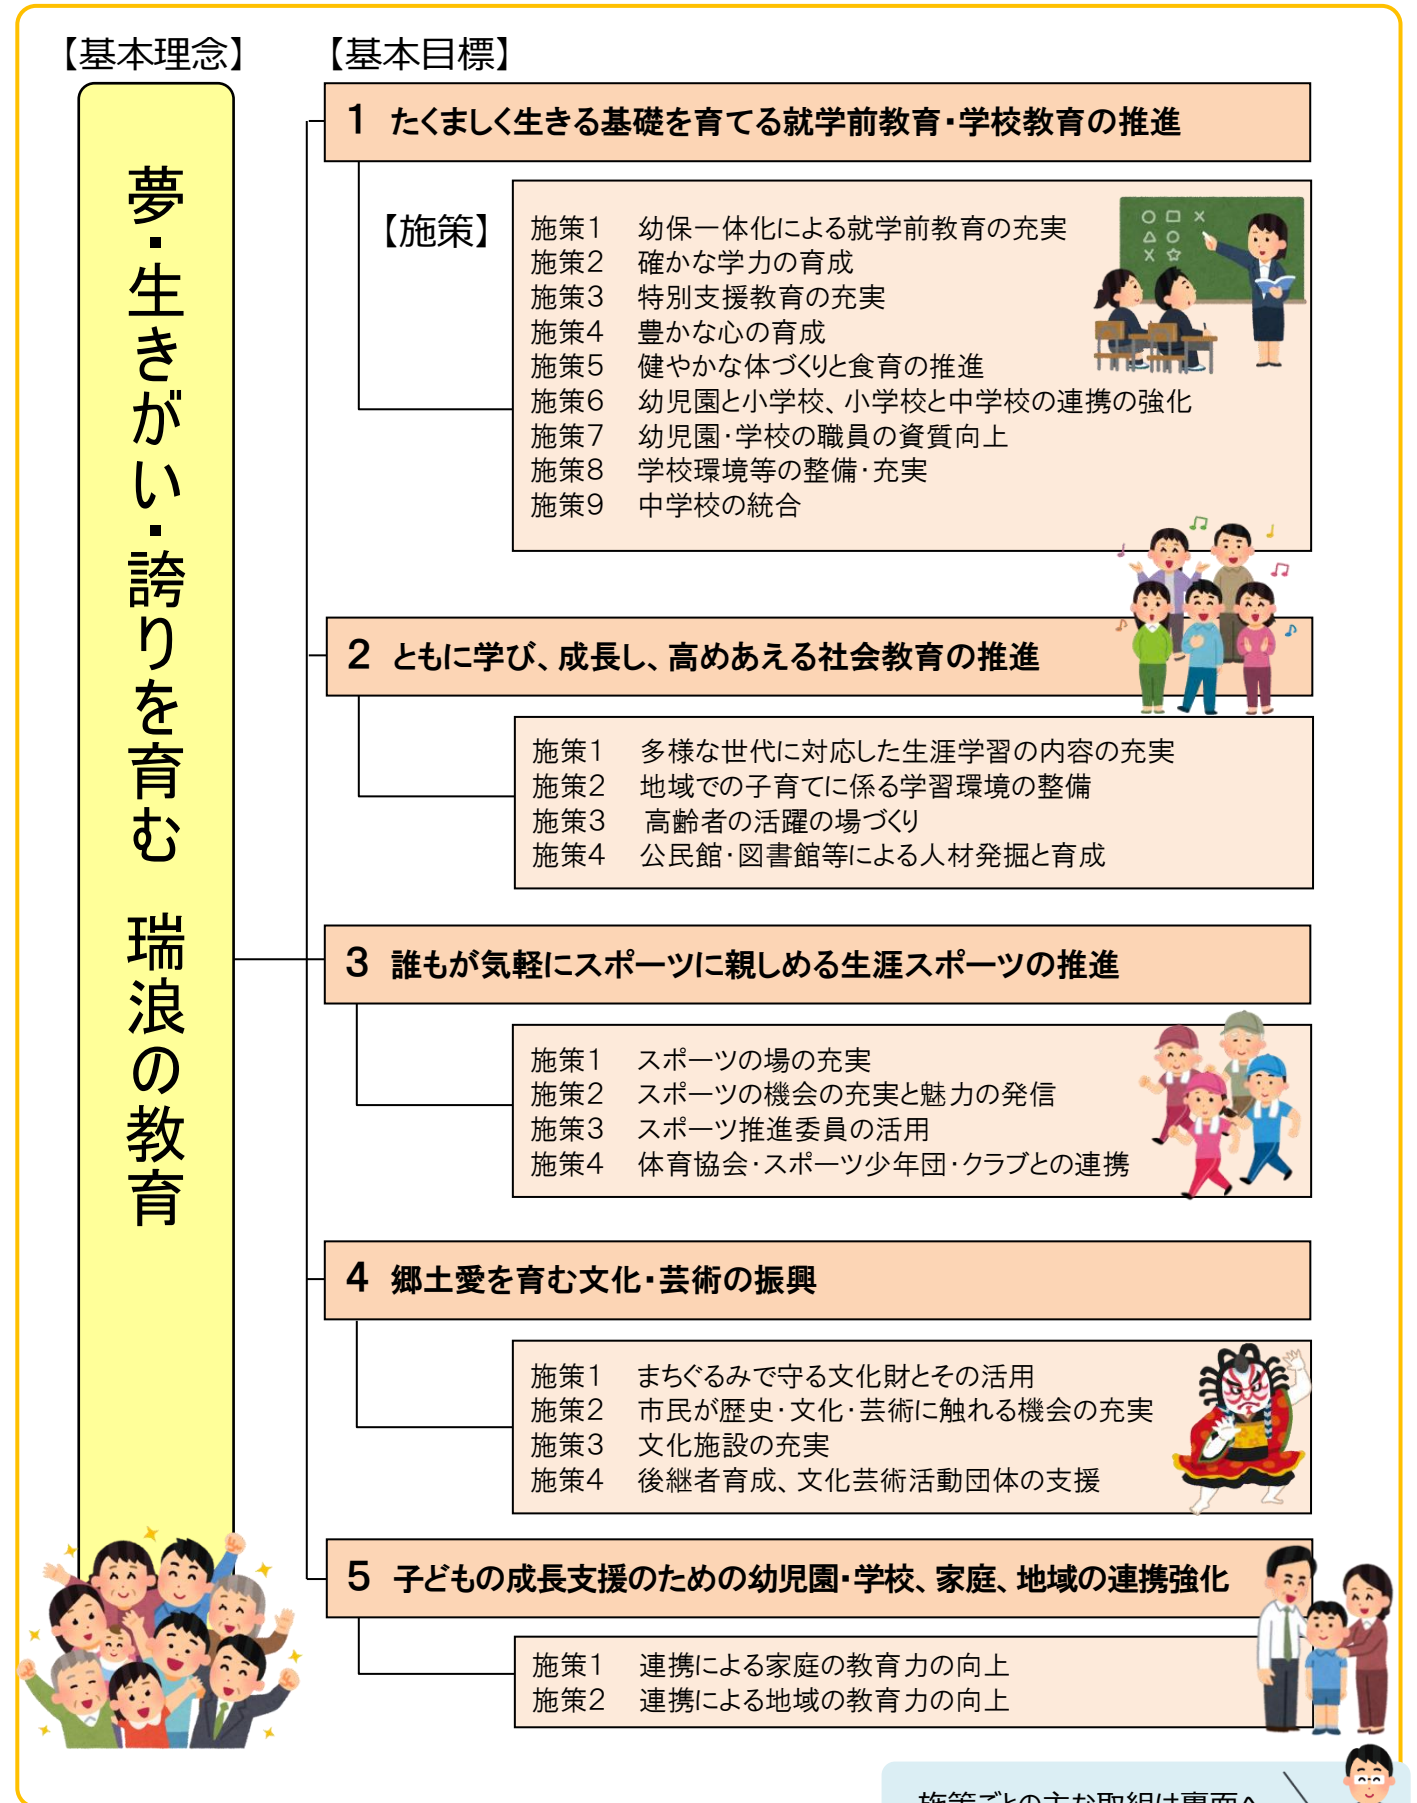 【基本理念】
【基本目標】
夢・生きがい・誇りを育む　瑞浪の教育
1 たくましく生きる基礎を育てる就学前教育・学校教育の推進
【施策】
施策1 幼保一体化による就学前教育の充実
施策2 確かな学力の育成
施策3 特別支援教育の充実
施策4 豊かな心の育成
施策5 健やかな体づくりと食育の推進
施策6 幼児園と小学校、小学校と中学校の連携の強化
施策7 幼児園・学校の職員の資質向上
施策8 学校環境等の整備・充実
施策9 中学校の統合
2 ともに学び、成長し、高めあえる社会教育の推進
施策1 多様な世代に対応した生涯学習の内容の充実
施策2 地域での子育てに係る学習環境の整備
施策3 高齢者の活躍の場づくり
施策4 公民館・図書館等による人材発掘と育成
3 誰もが気軽にスポーツに親しめる生涯スポーツの推進
施策1 スポーツの場の充実
施策2 スポーツの機会の充実と魅力の発信
施策3 スポーツ推進委員の活用
施策4 体育協会・スポーツ少年団・クラブとの連携
4 郷土愛を育む文化・芸術の振興
施策1 まちぐるみで守る文化財とその活用
施策2 市民が歴史・文化・芸術に触れる機会の充実
施策3 文化施設の充実
施策4 後継者育成、文化芸術活動団体の支援
5 子どもの成長支援のための幼児園・学校、家庭、地域の連携強化
施策1 連携による家庭の教育力の向上
施策2 連携による地域の教育力の向上
施策ごとの主な取組は裏面へ